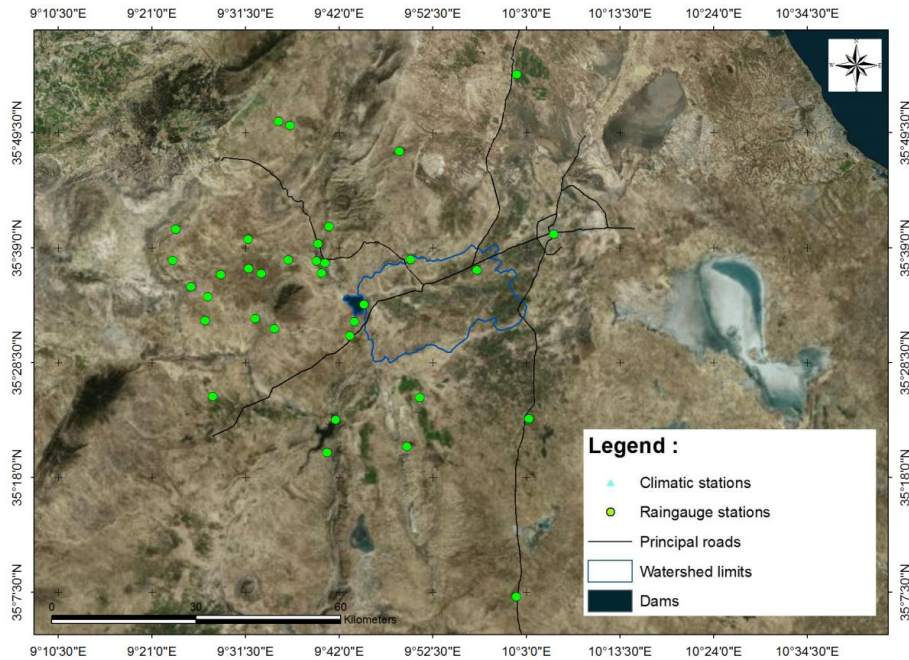 9°10'30"E 9°21'0"E 9°31'30"E 9°42'0"E 9°52'30"E 10°3'0"E 10°13'30"E 10°24'0"E 10°34'30"E
N
W E
S
35°49'30"N 35°49'30"N
35°39'0"N 35°39'0"N
35°28'30"N 35°28'30"N
35°18'0"N 35°18'0"N
35°7'30"N 35°7'30"N
Legend :
Climatic stations
Raingauge stations
Principal roads
Watershed limits
Dams
0 30 60
Kilometers
9°10'30"E 9°21'0"E 9°31'30"E 9°42'0"E 9°52'30"E 10°3'0"E 10°13'30"E 10°24'0"E 10°34'30"E